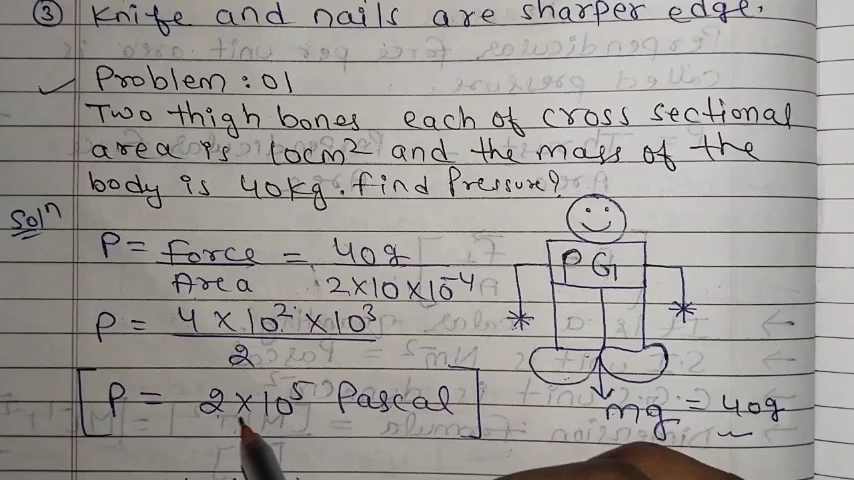 ③ Knife and nails are sharper edge.
Problem : 01
Two thigh bones each of cross sectional
area is 10cm² and the mass of the
body is 40kg. find Pressure?
Solⁿ
P = Force / Area = 40g / 2×10×10⁻⁴
P = 4 × 10² × 10³ / 2
P = 2×10⁵ Pascal
PG
mg = 40g